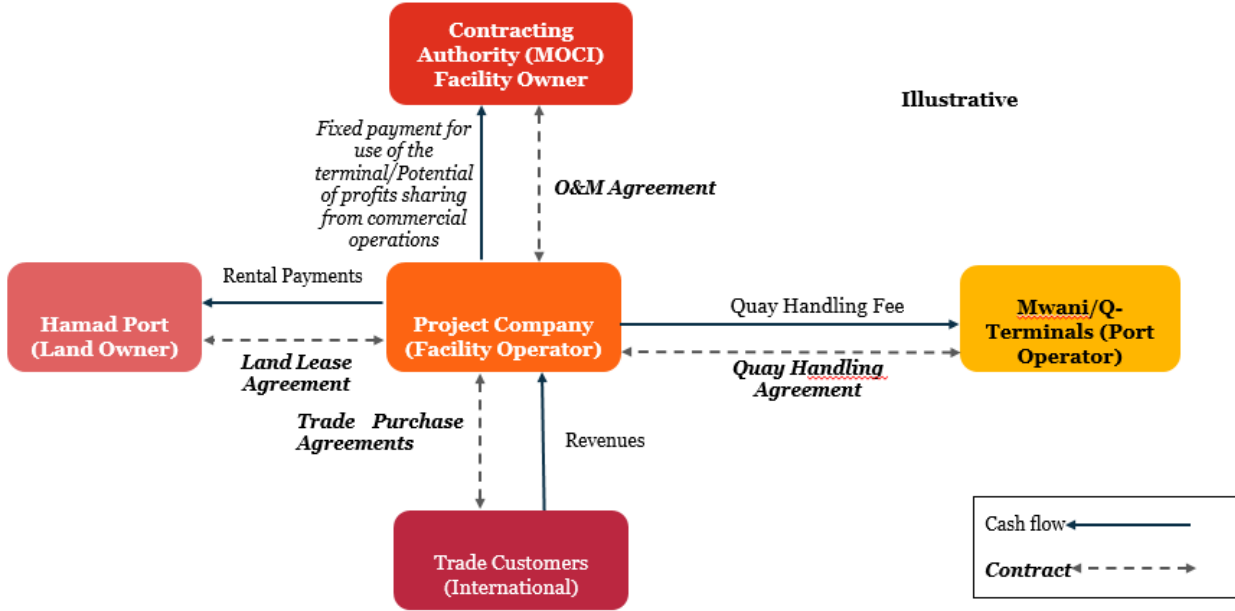 Contracting
Authority (MOCI)
Facility Owner
Illustrative
Fixed payment for
use of the
terminal/Potential
of profits sharing
from commercial
operations
O&M Agreement
Rental Payments
Hamad Port
(Land Owner)
Land Lease
Agreement
Project Company
(Facility Operator)
Quay Handling Fee
Quay Handling
Agreement
Mwani/Q-
Terminals (Port
Operator)
Trade Purchase
Agreements
Revenues
Trade Customers
(International)
Cash flow
Contract